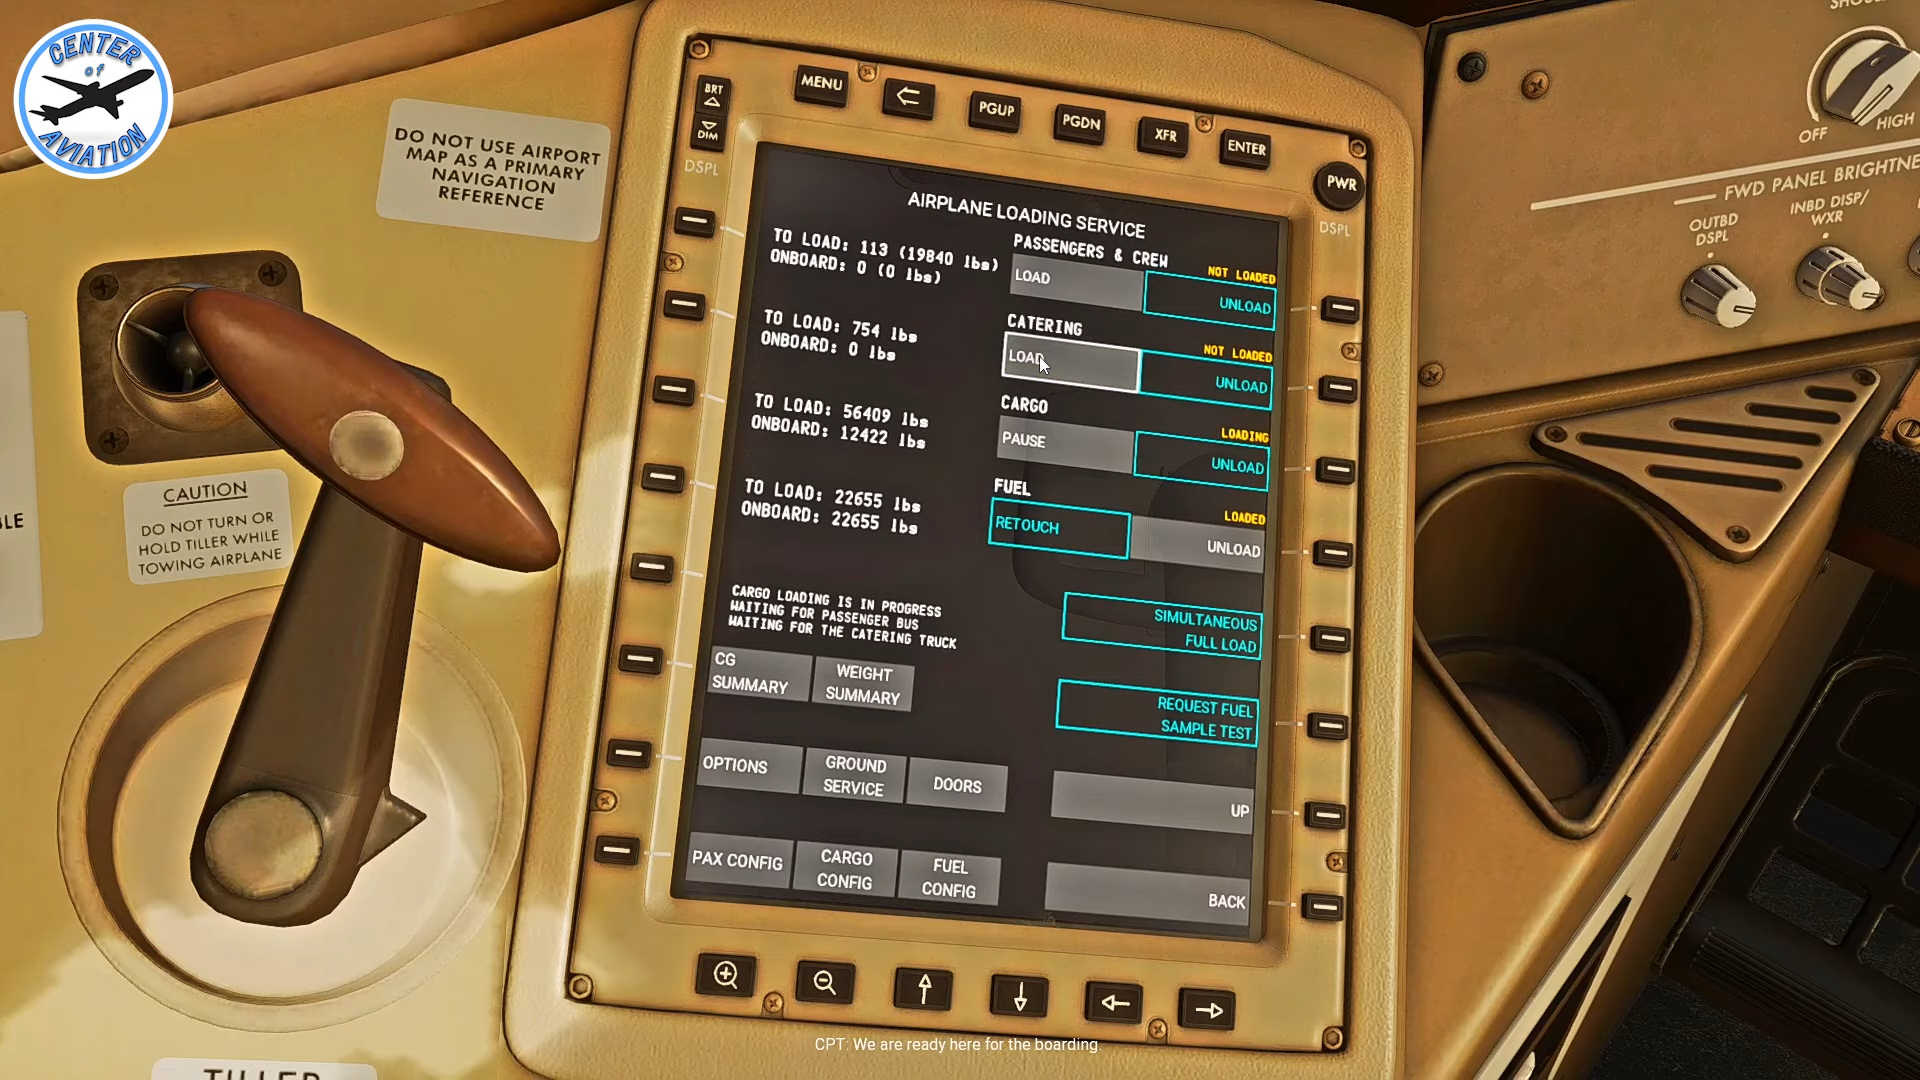 CENTER
of
AVIATION
DO NOT USE AIRPORT
MAP AS A PRIMARY
NAVIGATION
REFERENCE
CAUTION
DO NOT TURN OR
HOLD TILLER WHILE
TOWING AIRPLANE
BRT
DIM
DSPL
MENU
PGUP
PGDN
XFR
ENTER
PWR
DSPL
AIRPLANE LOADING SERVICE
TO LOAD: 113 (19840 lbs)
ONBOARD: 0 (0 lbs)
PASSENGERS & CREW
NOT LOADED
LOAD
UNLOAD
TO LOAD: 754 lbs
ONBOARD: 0 lbs
CATERING
NOT LOADED
LOAD
UNLOAD
TO LOAD: 56409 lbs
ONBOARD: 12422 lbs
CARGO
LOADING
PAUSE
UNLOAD
TO LOAD: 22655 lbs
ONBOARD: 22655 lbs
FUEL
LOADED
RETOUCH
UNLOAD
CARGO LOADING IS IN PROGRESS
WAITING FOR PASSENGER BUS
WAITING FOR THE CATERING TRUCK
SIMULTANEOUS
FULL LOAD
CG
SUMMARY
WEIGHT
SUMMARY
REQUEST FUEL
SAMPLE TEST
OPTIONS
GROUND
SERVICE
DOORS
UP
PAX CONFIG
CARGO
CONFIG
FUEL
CONFIG
BACK
OFF
HIGH
FWD PANEL BRIGHTNE
OUTBD
DSPL
INBD DISP/
WXR
CPT: We are ready here for the boarding.